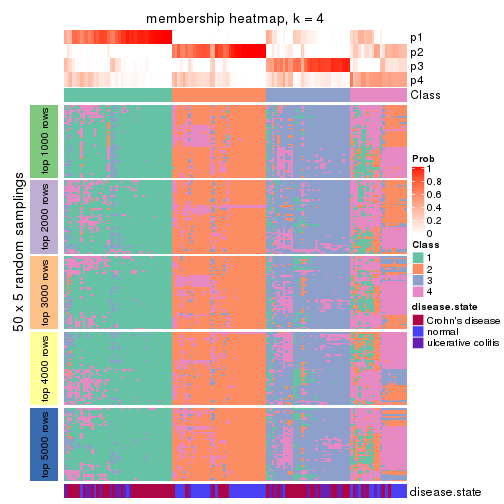 membership heatmap, k = 4
p1
p2
p3
p4
Class
50 x 5 random samplings
top 1000 rows
top 2000 rows
top 3000 rows
top 4000 rows
top 5000 rows
disease.state
Prob
1
0.8
0.6
0.4
0.2
0
Class
1
2
3
4
disease.state
Crohn's disease
normal
ulcerative colitis